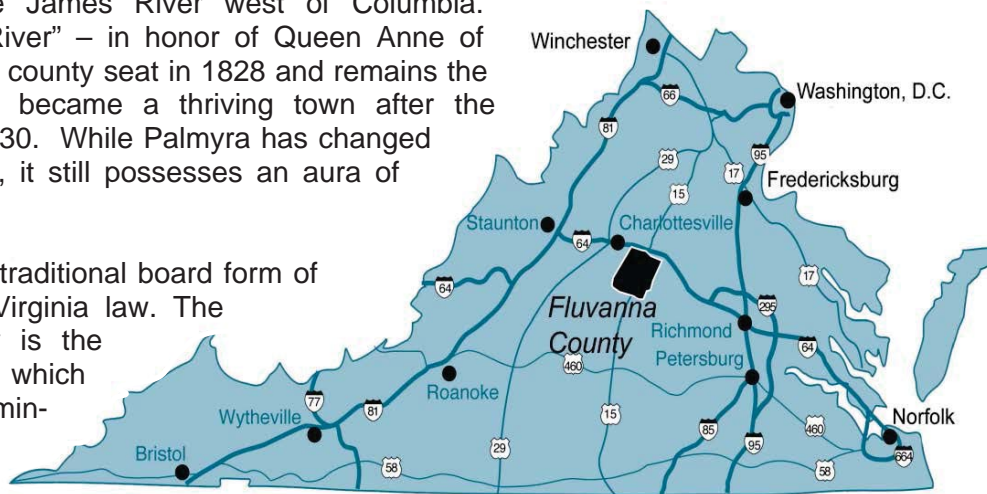 e James River west of Columbia.
River” – in honor of Queen Anne of
county seat in 1828 and remains the
became a thriving town after the
30. While Palmyra has changed
, it still possesses an aura of
traditional board form of
Virginia law. The
is the
which
min-
Winchester
Washington, D.C.
66
81
29
95
17
15
Fredericksburg
Staunton
Charlottesville
64
64
17
295
Fluvanna
County
Richmond
Petersburg
64
460
Roanoke
77
81
Wytheville
15
85
95
460
Norfolk
664
Bristol
58
29
58